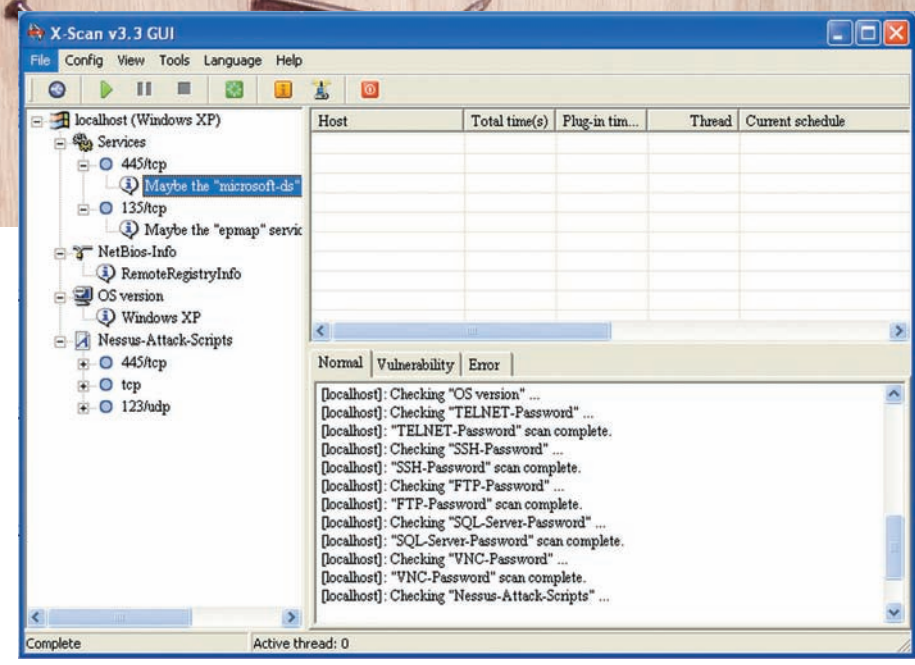 X-Scan v3.3 GUI
File Config View Tools Language Help
localhost (Windows XP)
Services
445/tcp
Maybe the "microsoft-ds"
135/tcp
Maybe the "epmap" servic
NetBios-Info
RemoteRegistryInfo
OS version
Windows XP
Nessus-Attack-Scripts
445/tcp
tcp
123/udp
Host Total time(s) Plug-in tim... Thread Current schedule
Normal Vulnerability Error
[localhost]: Checking "OS version" ...
[localhost]: Checking "TELNET-Password" ...
[localhost]: "TELNET-Password" scan complete.
[localhost]: Checking "SSH-Password" ...
[localhost]: "SSH-Password" scan complete.
[localhost]: Checking "FTP-Password" ...
[localhost]: "FTP-Password" scan complete.
[localhost]: Checking "SQL-Server-Password" ...
[localhost]: "SQL-Server-Password" scan complete.
[localhost]: Checking "VNC-Password" ...
[localhost]: "VNC-Password" scan complete.
[localhost]: Checking "Nessus-Attack-Scripts" ...
Complete Active thread: 0